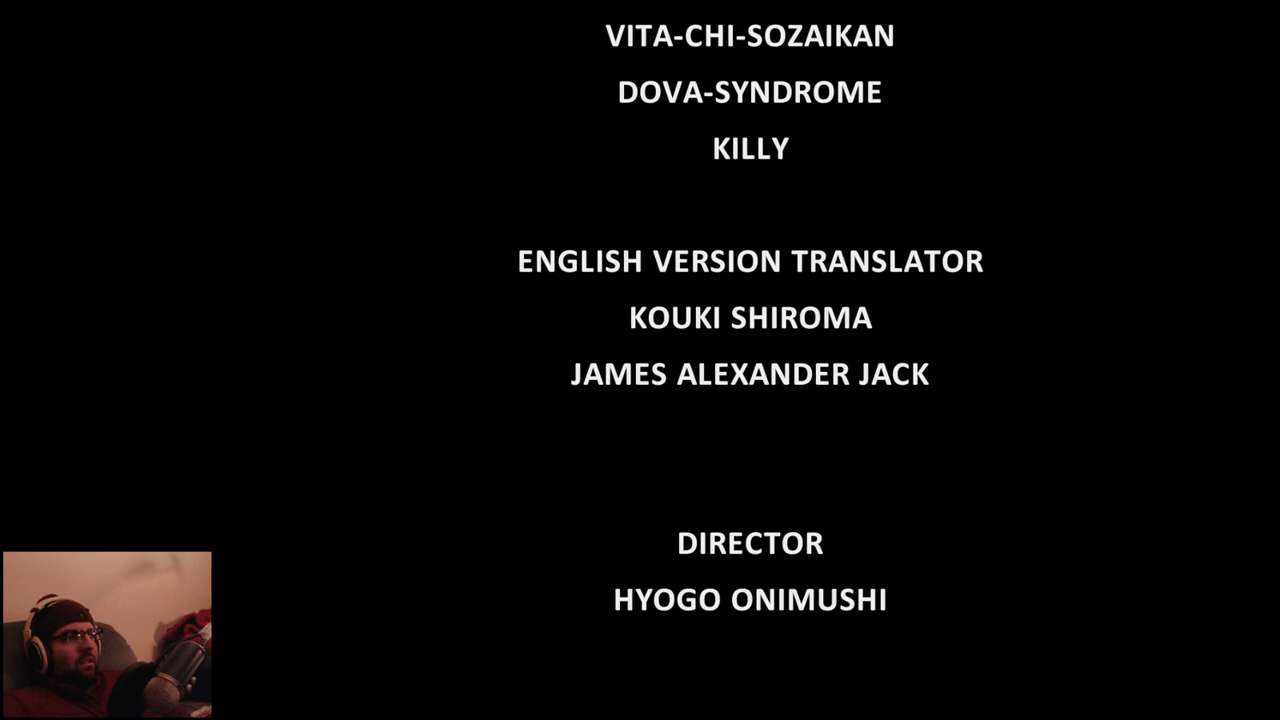 VITA-CHI-SOZAIKAN
DOVA-SYNDROME
KILLY
ENGLISH VERSION TRANSLATOR
KOUKI SHIROMA
JAMES ALEXANDER JACK
DIRECTOR
HYOGO ONIMUSHI